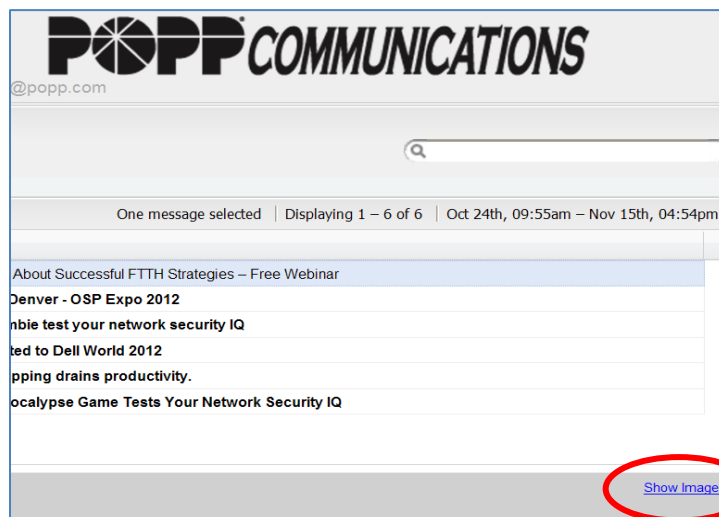 POPP COMMUNICATIONS
@popp.com
One message selected Displaying 1 – 6 of 6 Oct 24th, 09:55am – Nov 15th, 04:54pm
About Successful FTTH Strategies – Free Webinar
Denver - OSP Expo 2012
mbie test your network security IQ
ted to Dell World 2012
pping drains productivity.
ocalypse Game Tests Your Network Security IQ
Show Image